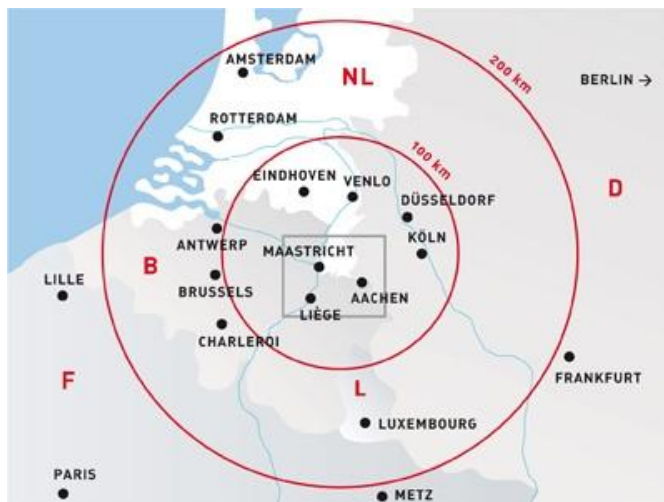 AMSTERDAM
NL
200 km
BERLIN →
ROTTERDAM
100 km
EINDHOVEN
VENLO
DÜSSELDORF
D
ANTWERP
MAASTRICHT
KÖLN
B
LILLE
BRUSSELS
AACHEN
LIÈGE
CHARLEROI
F
L
FRANKFURT
LUXEMBOURG
PARIS
METZ